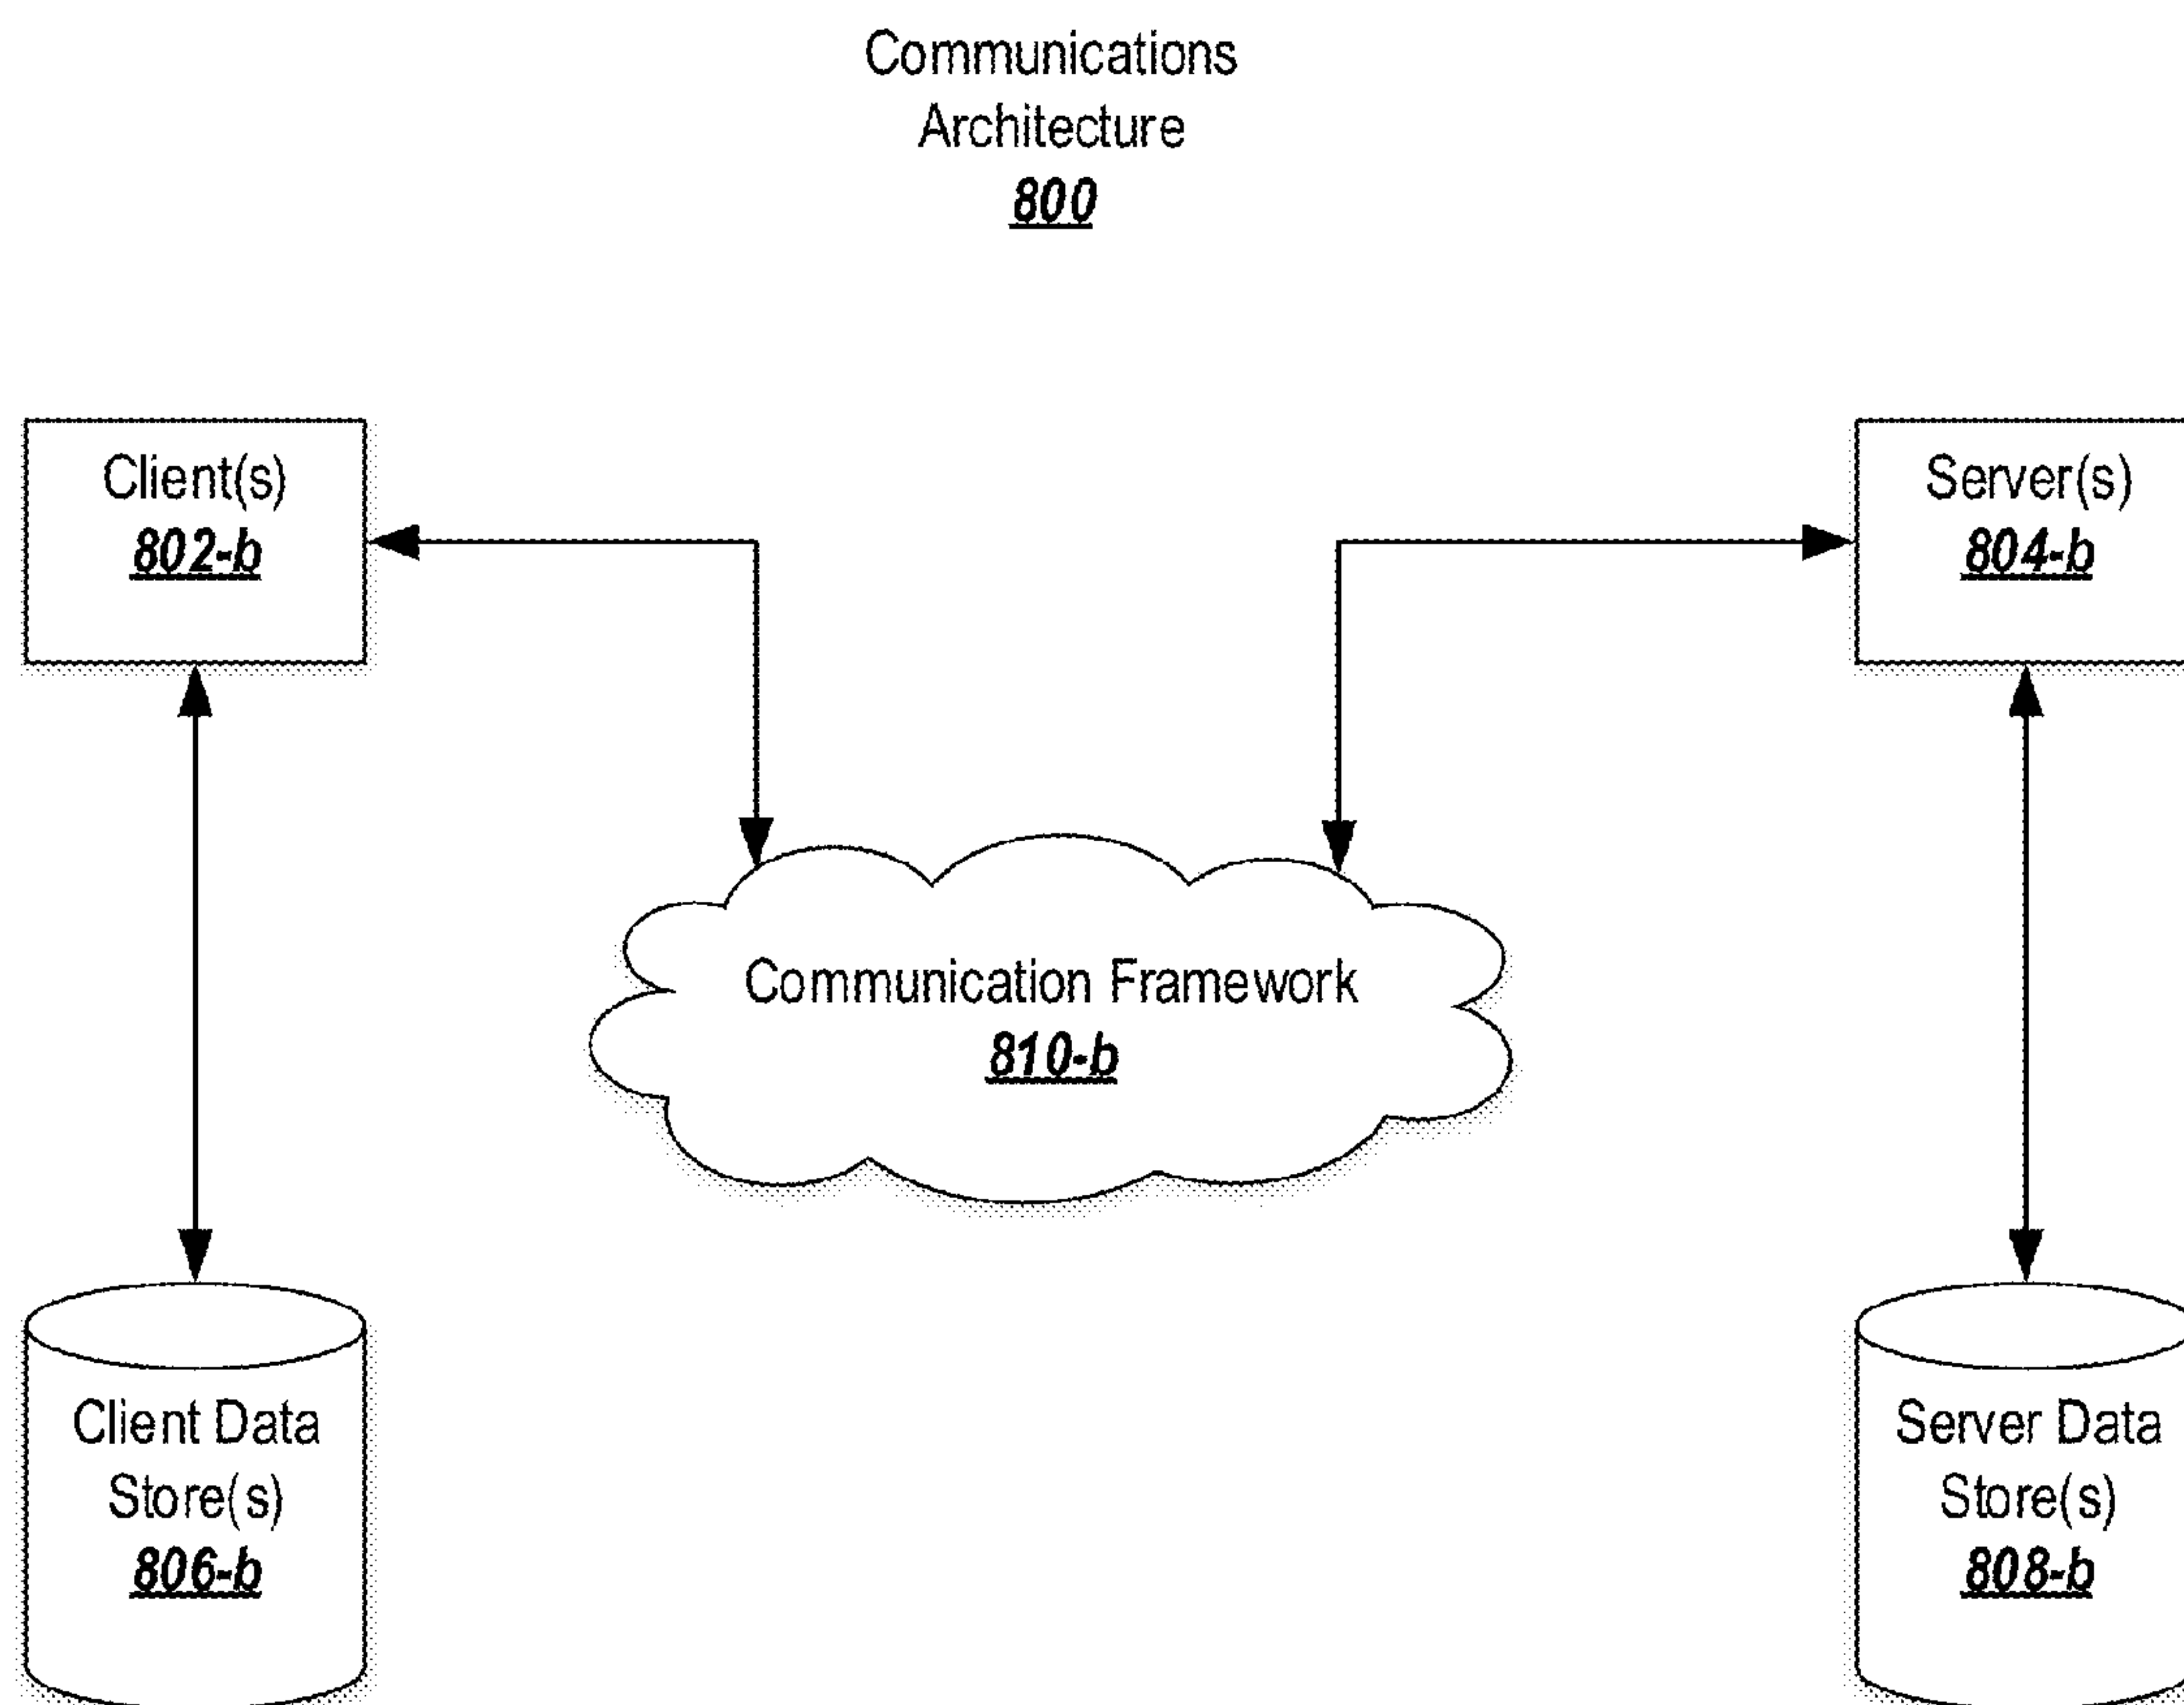 Communications
Architecture
800
Client(s)
802-b
Server(s)
804-b
Communication Framework
810-b
Client Data
Store(s)
806-b
Server Data
Store(s)
808-b